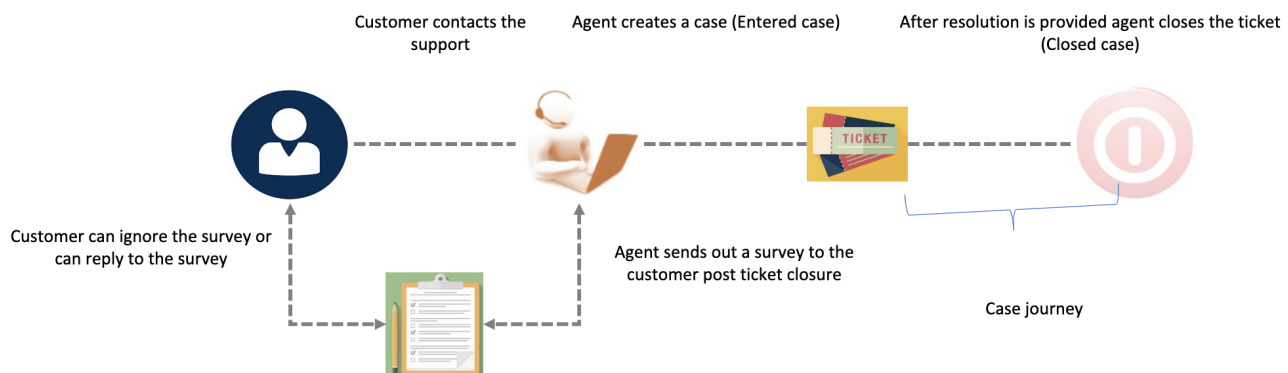 Customer contacts the
support
Agent creates a case (Entered case)
After resolution is provided agent closes the ticket
(Closed case)
TICKET
Customer can ignore the survey or
can reply to the survey
Agent sends out a survey to the
customer post ticket closure
Case journey